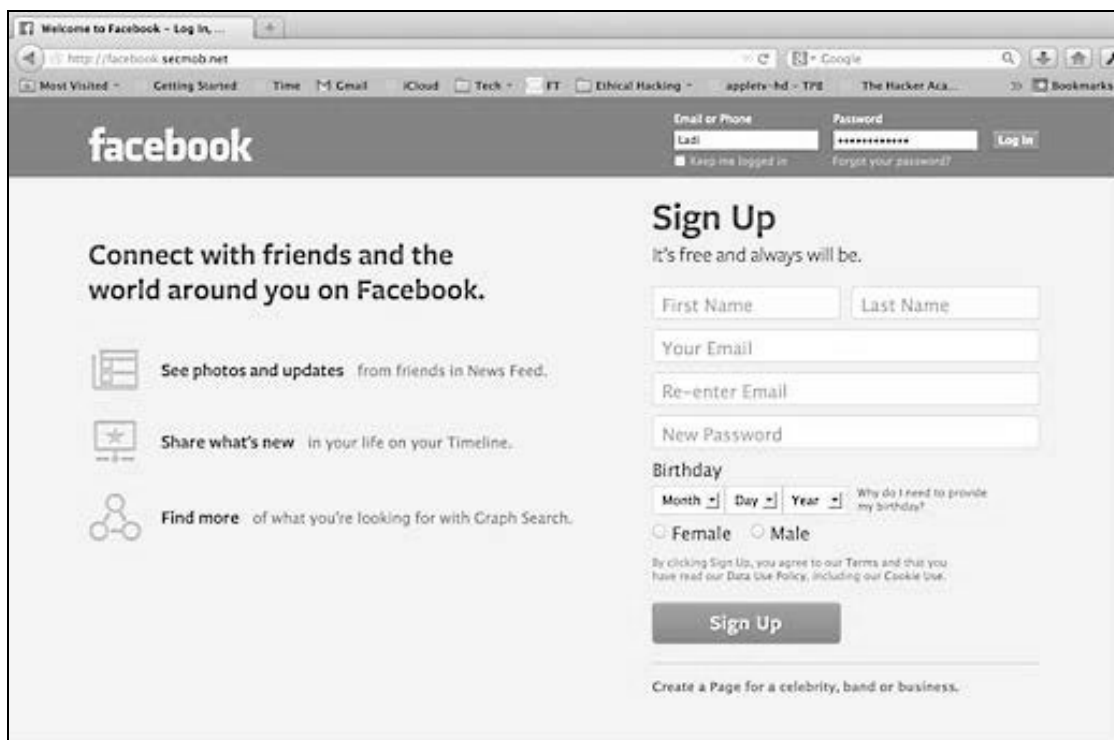 Welcome to Facebook – Log In, ...
http://facebook.secmob.net
Google
Most Visited Getting Started Time Gmail iCloud Tech FT Ethical Hacking appletv-hd – TPB The Hacker Aca... Bookmarks
facebook
Email or Phone Password
Ladi •••••••••••• Log In
Keep me logged in Forgot your password?
Sign Up
It's free and always will be.
Connect with friends and the
world around you on Facebook.
First Name Last Name
Your Email
See photos and updates from friends in News Feed.
Re-enter Email
New Password
Share what's new in your life on your Timeline.
Birthday
Month Day Year Why do I need to provide
my birthday?
Find more of what you're looking for with Graph Search.
Female Male
By clicking Sign Up, you agree to our Terms and that you
have read our Data Use Policy, including our Cookie Use.
Sign Up
Create a Page for a celebrity, band or business.